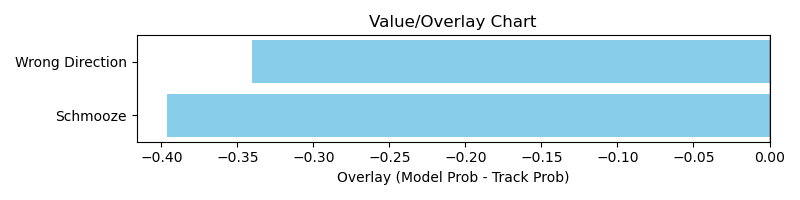 Value/Overlay Chart
Wrong Direction
Schmooze
−0.40 −0.35 −0.30 −0.25 −0.20 −0.15 −0.10 −0.05 0.00
Overlay (Model Prob - Track Prob)